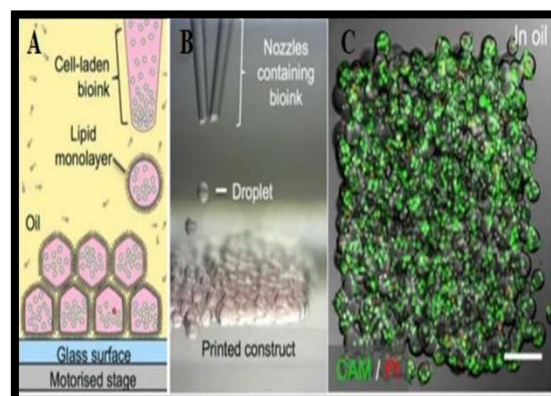 A
Cell-laden
bioink
Lipid
monolayer
Oil
Glass surface
Motorised stage
B
Nozzles
containing
bioink
Droplet
Printed construct
C
In oil
CAM / PI